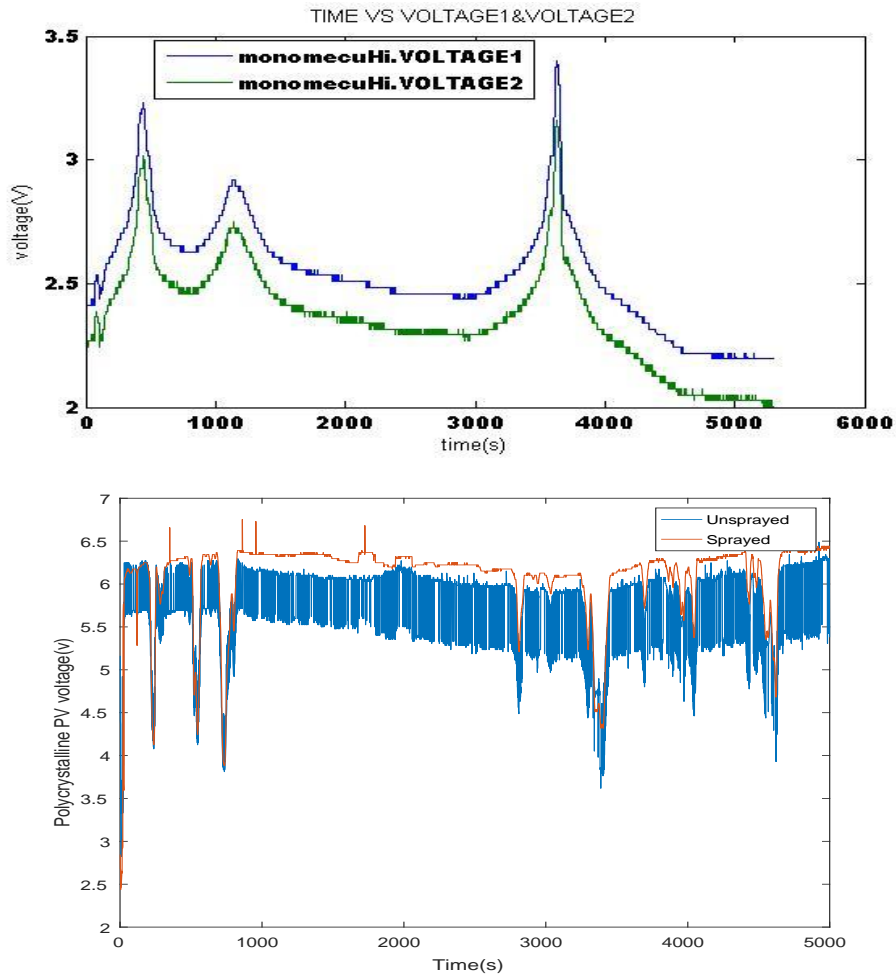 TIME VS VOLTAGE1&VOLTAGE2
3.5
monomecuHi.VOLTAGE1
monomecuHi.VOLTAGE2
3
voltage(V)
2.5
2
0 1000 2000 3000 4000 5000 6000
time(s)
7
Unsprayed
6.5
Sprayed
6
5.5
5
4.5
Polycrystalline PV voltage(v)
4
3.5
3
2.5
2
0 1000 2000 3000 4000 5000
Time(s)